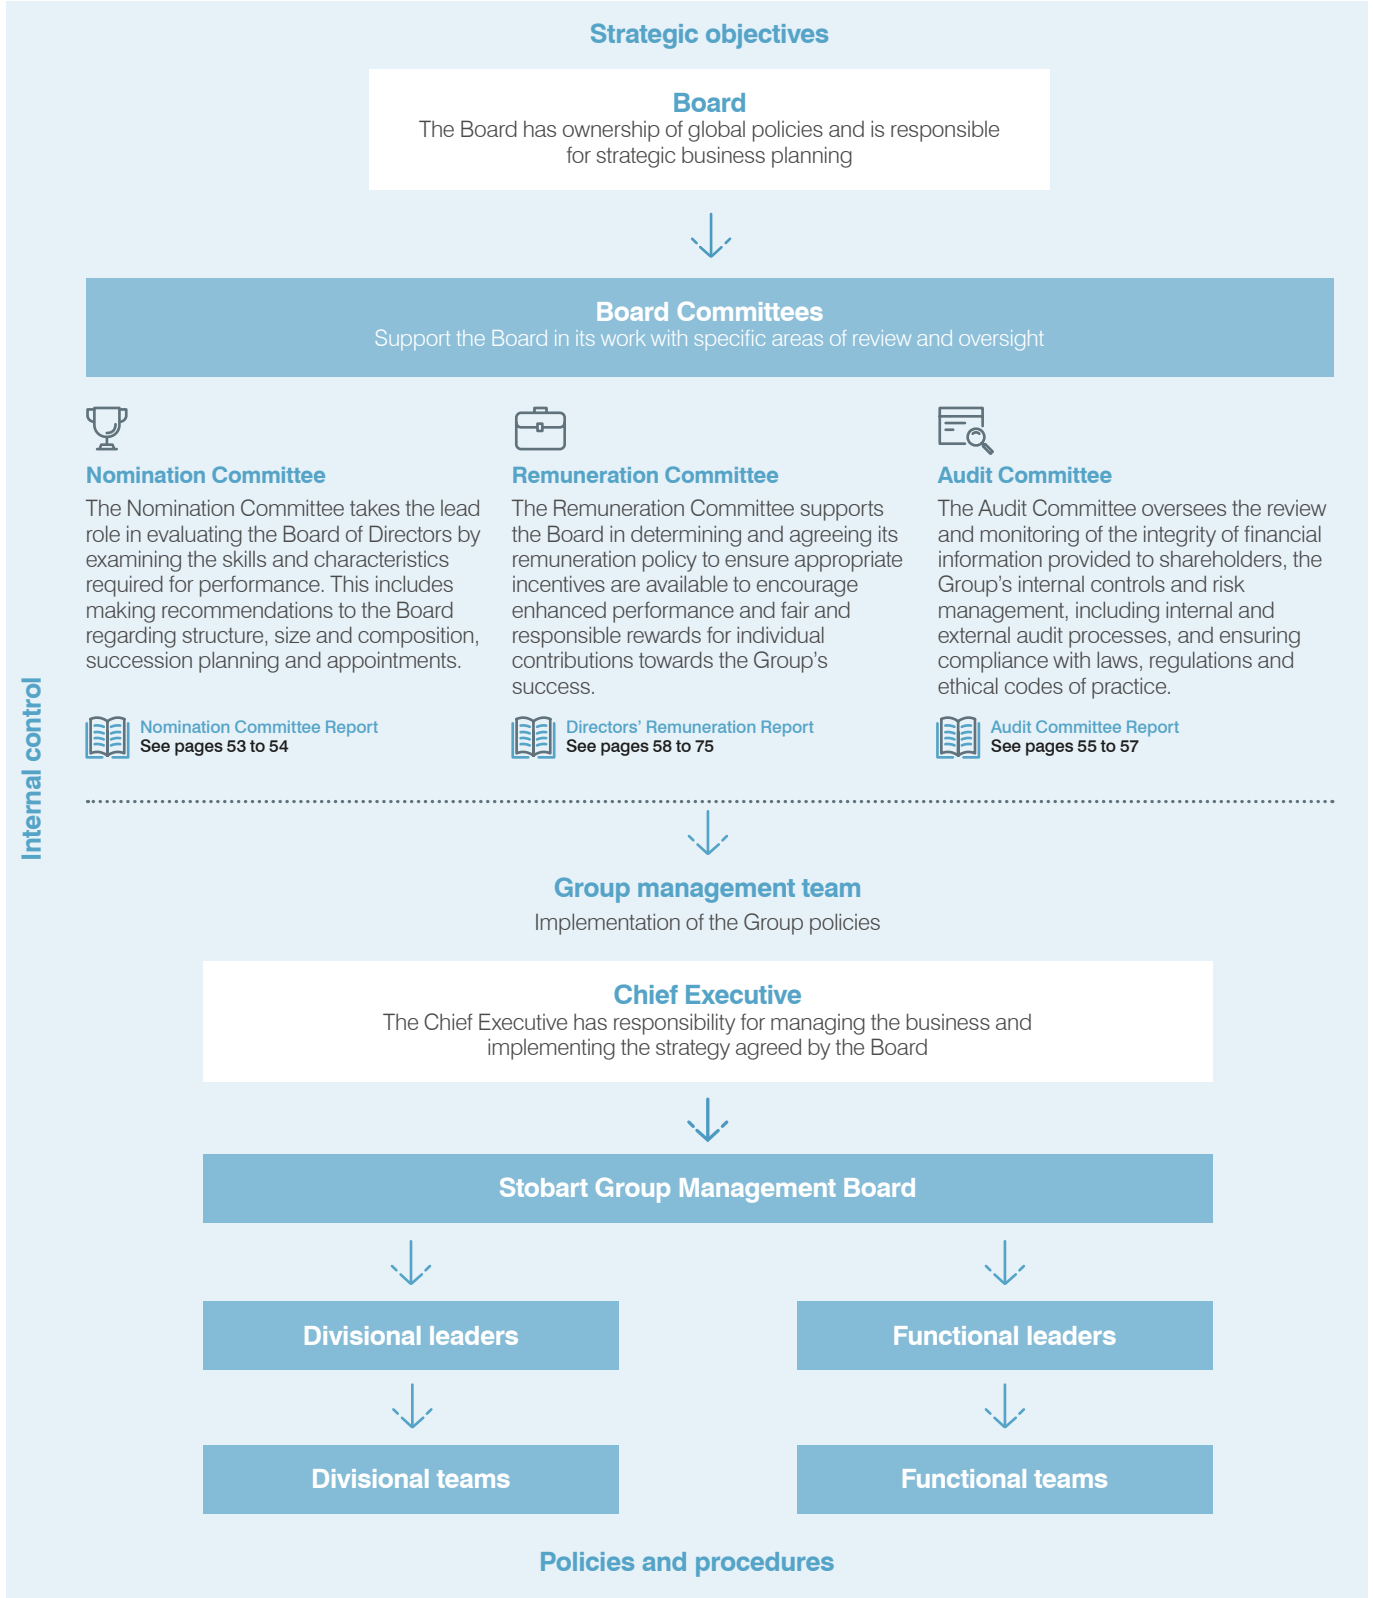 Strategic objectives
Board
The Board has ownership of global policies and is responsible
for strategic business planning
Board Committees
Support the Board in its work with specific areas of review and oversight
Nomination Committee
The Nomination Committee takes the lead
role in evaluating the Board of Directors by
examining the skills and characteristics
required for performance. This includes
making recommendations to the Board
regarding structure, size and composition,
succession planning and appointments.
Nomination Committee Report
See pages 53 to 54
Remuneration Committee
The Remuneration Committee supports
the Board in determining and agreeing its
remuneration policy to ensure appropriate
incentives are available to encourage
enhanced performance and fair and
responsible rewards for individual
contributions towards the Group's
success.
Directors' Remuneration Report
See pages 58 to 75
Audit Committee
The Audit Committee oversees the review
and monitoring of the integrity of financial
information provided to shareholders, the
Group's internal controls and risk
management, including internal and
external audit processes, and ensuring
compliance with laws, regulations and
ethical codes of practice.
Audit Committee Report
See pages 55 to 57
Internal control
Group management team
Implementation of the Group policies
Chief Executive
The Chief Executive has responsibility for managing the business and
implementing the strategy agreed by the Board
Stobart Group Management Board
Divisional leaders
Functional leaders
Divisional teams
Functional teams
Policies and procedures